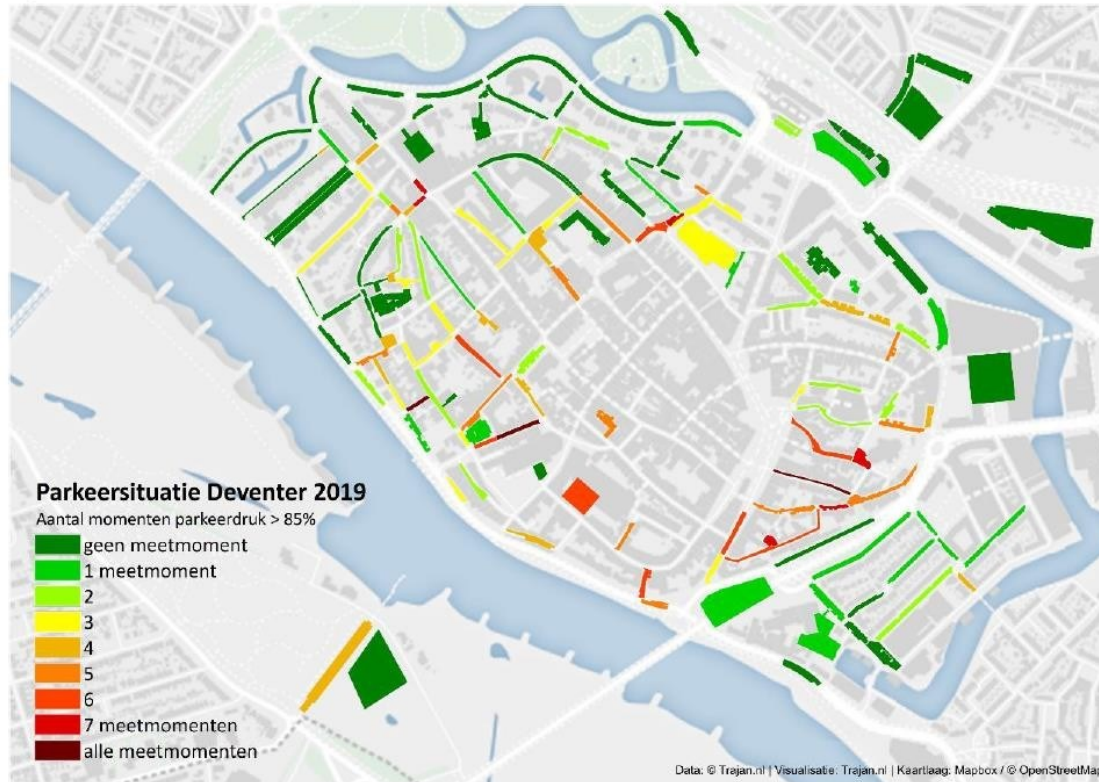 Parkeersituatie Deventer 2019
Aantal momenten parkeerdruk > 85%
geen meetmoment
1 meetmoment
2
3
4
5
6
7 meetmomenten
alle meetmomenten
Data: © Trajan.nl | Visualisatie: Trajan.nl | Kaartlaag: Mapbox / © OpenStreetMap